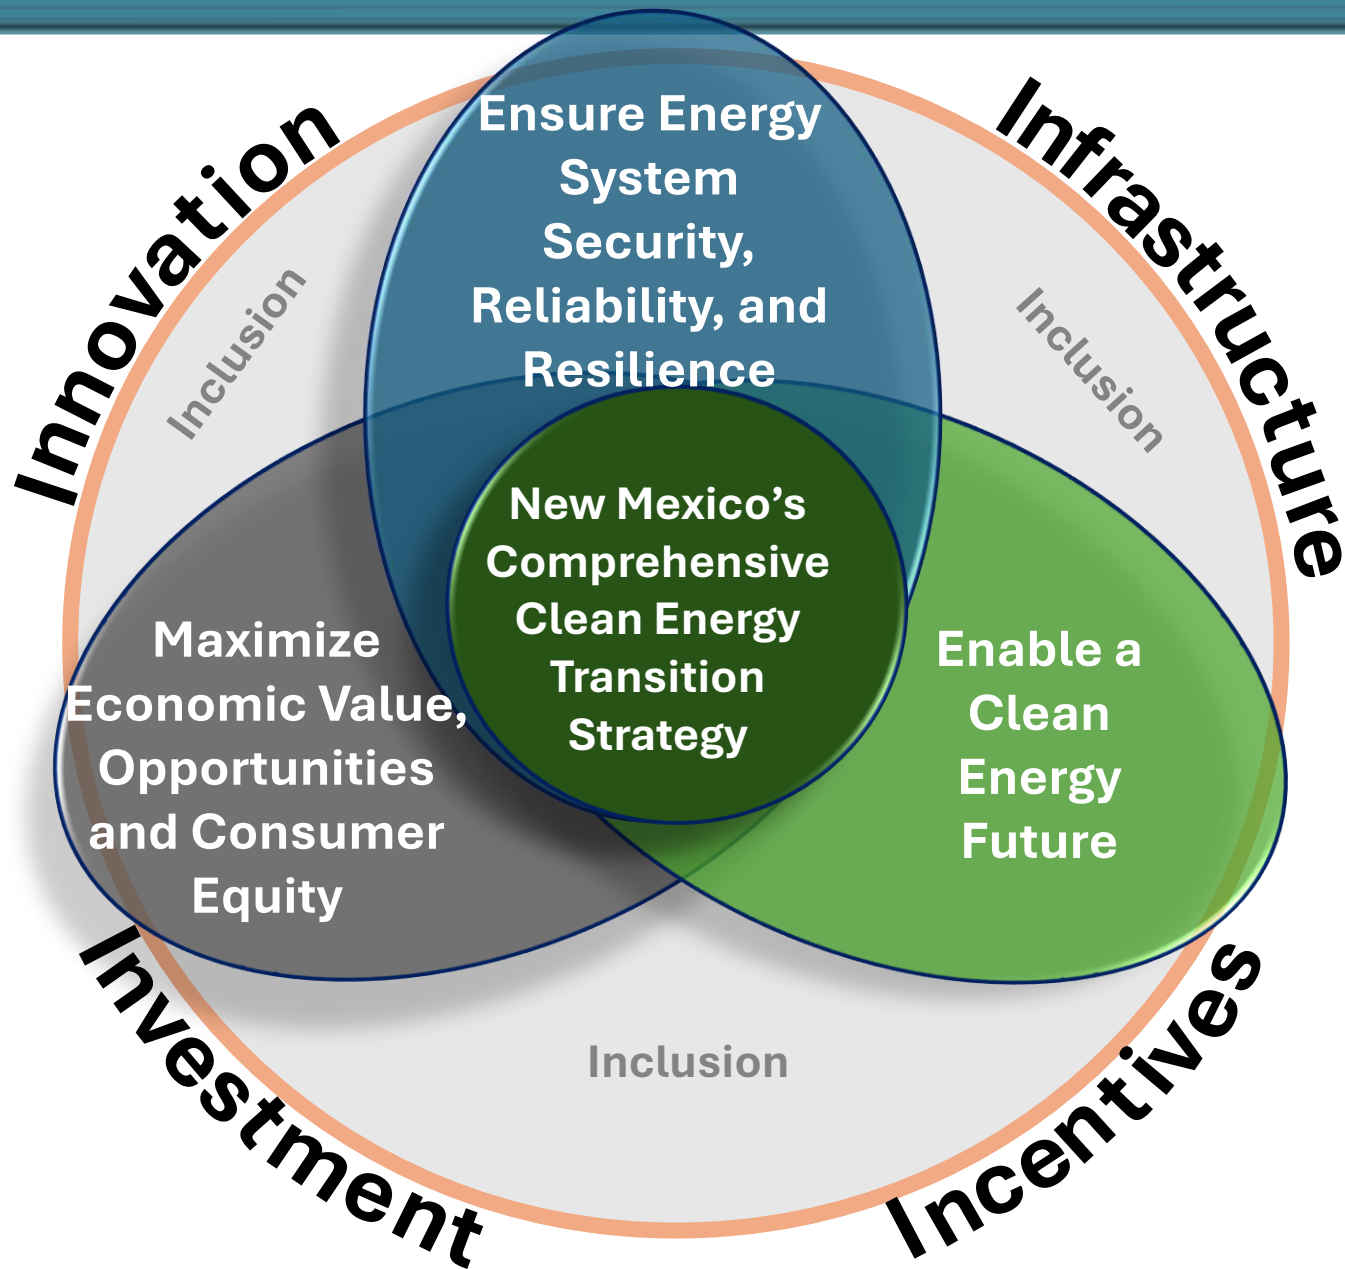 Innovation
Infrastructure
Inclusion
Inclusion
Ensure Energy
System
Security,
Reliability, and
Resilience
New Mexico’s
Comprehensive
Clean Energy
Transition
Strategy
Maximize
Economic Value,
Opportunities
and Consumer
Equity
Enable a
Clean
Energy
Future
Inclusion
Investment
Incentives